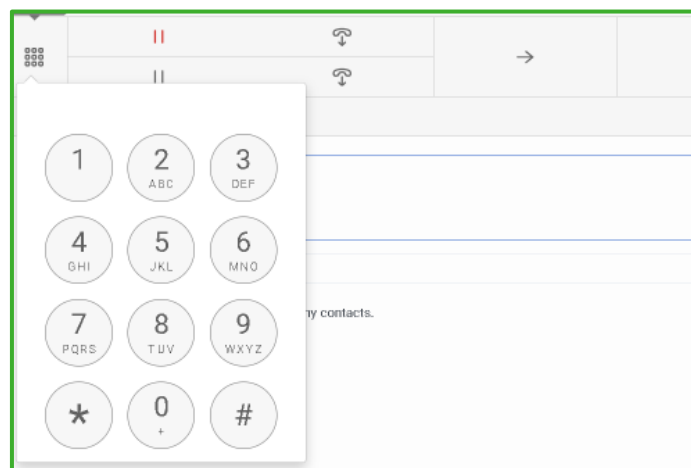 1 2 3
ABC DEF
4 5 6
GHI JKL MNO
ny contacts.
7 8 9
PQRS TUV WXYZ
* 0 #
+